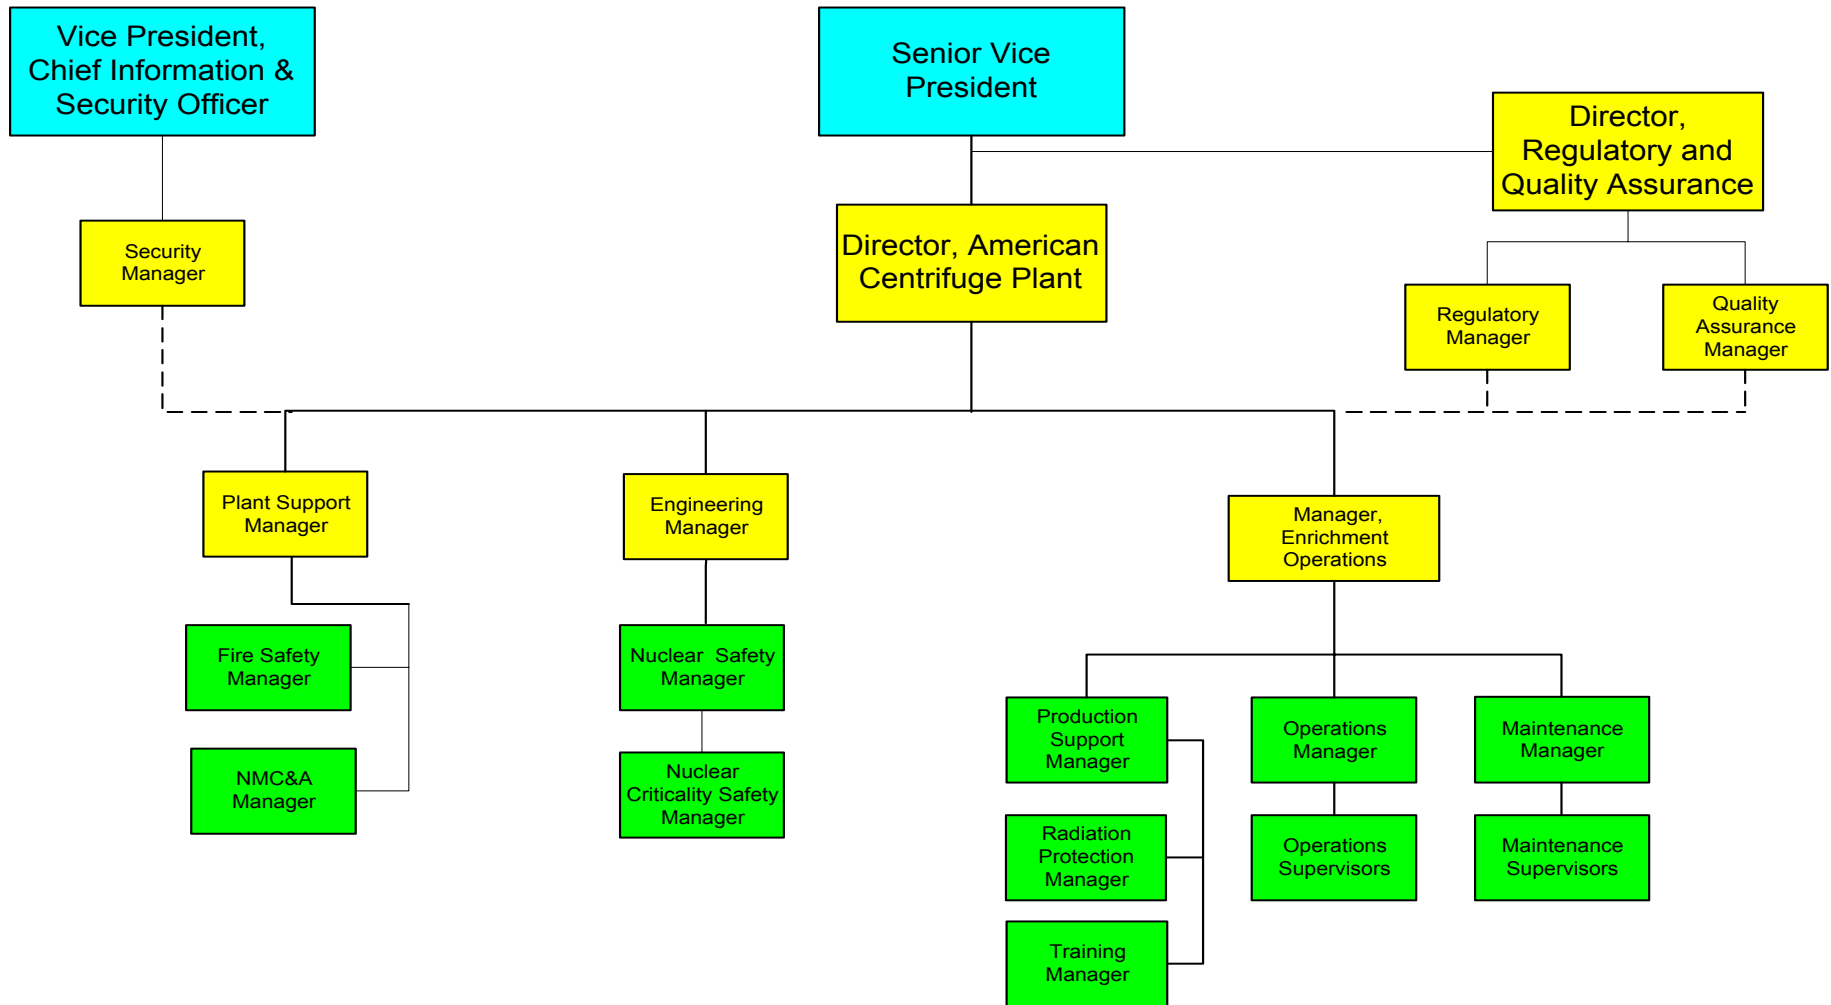 Vice President,
Chief Information &
Security Officer
Senior Vice
President
Director,
Regulatory and
Quality Assurance
Security
Manager
Director, American
Centrifuge Plant
Regulatory
Manager
Quality
Assurance
Manager
Plant Support
Manager
Engineering
Manager
Manager,
Enrichment
Operations
Fire Safety
Manager
Nuclear Safety
Manager
Production
Support
Manager
Operations
Manager
Maintenance
Manager
NMC&A
Manager
Nuclear
Criticality Safety
Manager
Radiation
Protection
Manager
Operations
Supervisors
Maintenance
Supervisors
Training
Manager